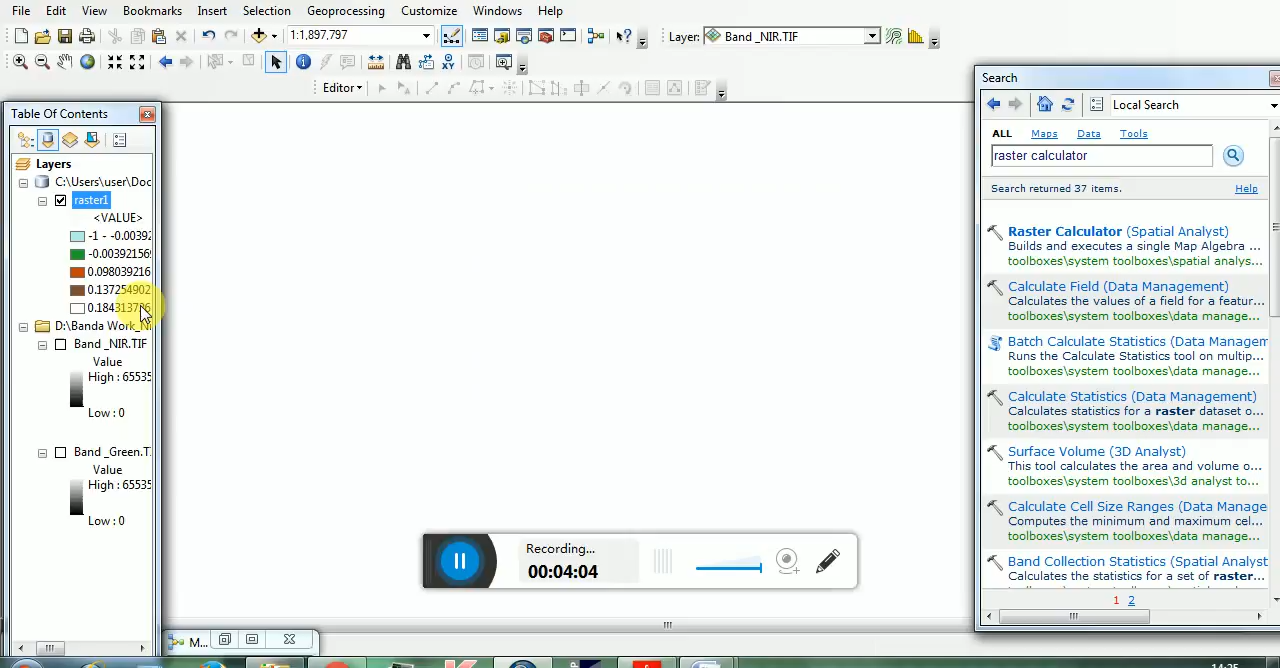 File Edit View Bookmarks Insert Selection Geoprocessing Customize Windows Help
1:1,897,797
Layer: Band _NIR.TIF
Editor
Table Of Contents
Layers
C:\Users\user\Doc
raster1
<VALUE>
-1 - -0.00392
-0.003921569
0.098039216
0.137254902
0.184313726
D:\Banda Work_NI
Band _NIR.TIF
Value
High : 65535
Low : 0
Band _Green.T
Value
High : 65535
Low : 0
M...
Recording...
00:04:04
Search
Local Search
ALL Maps Data Tools
raster calculator
Search returned 37 items. Help
Raster Calculator (Spatial Analyst)
Builds and executes a single Map Algebra ...
toolboxes\system toolboxes\spatial analys...
Calculate Field (Data Management)
Calculates the values of a field for a featur...
toolboxes\system toolboxes\data manage...
Batch Calculate Statistics (Data Managem
Runs the Calculate Statistics tool on multip...
toolboxes\system toolboxes\data manage...
Calculate Statistics (Data Management)
Calculates statistics for a raster dataset o...
toolboxes\system toolboxes\data manage...
Surface Volume (3D Analyst)
This tool calculates the area and volume o...
toolboxes\system toolboxes\3d analyst to...
Calculate Cell Size Ranges (Data Manage
Computes the minimum and maximum cel...
toolboxes\system toolboxes\data manage...
Band Collection Statistics (Spatial Analyst
Calculates the statistics for a set of raster...
1 2
14:25